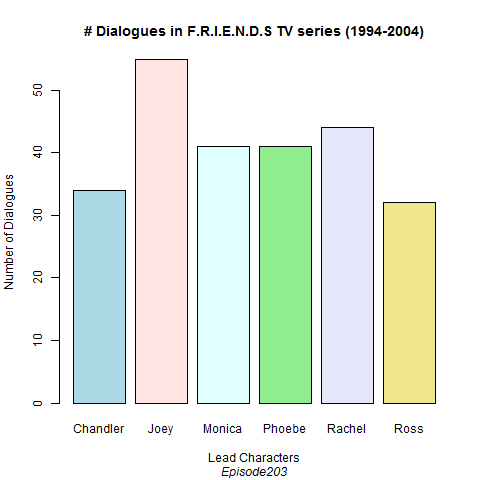 # Dialogues in F.R.I.E.N.D.S TV series (1994-2004)
Number of Dialogues
50
40
30
20
10
0
Chandler Joey Monica Phoebe Rachel Ross
Lead Characters
Episode203